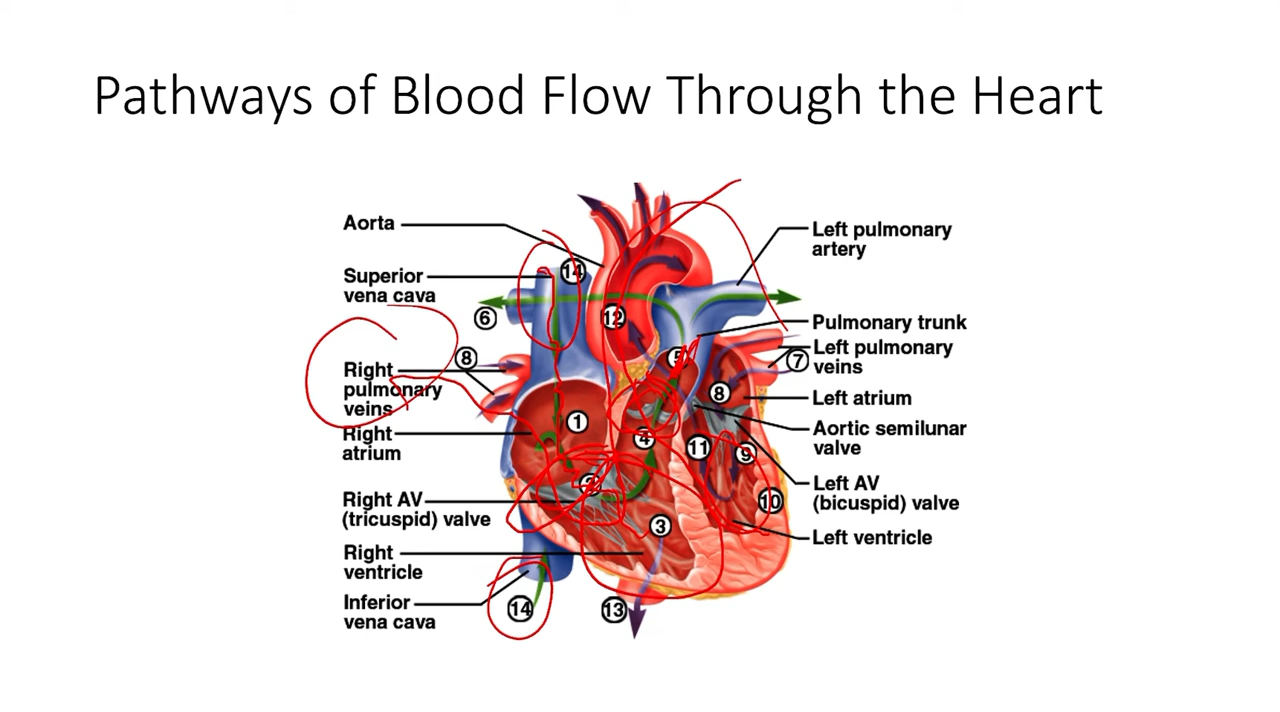 Pathways of Blood Flow Through the Heart
Aorta
Superior
vena cava
Right
pulmonary
veins
Right
atrium
Right AV
(tricuspid) valve
Right
ventricle
Inferior
vena cava
14
6
12
8
5
7
8
1
4
11
9
2
10
3
14
13
Left pulmonary
artery
Pulmonary trunk
Left pulmonary
veins
Left atrium
Aortic semilunar
valve
Left AV
(bicuspid) valve
Left ventricle